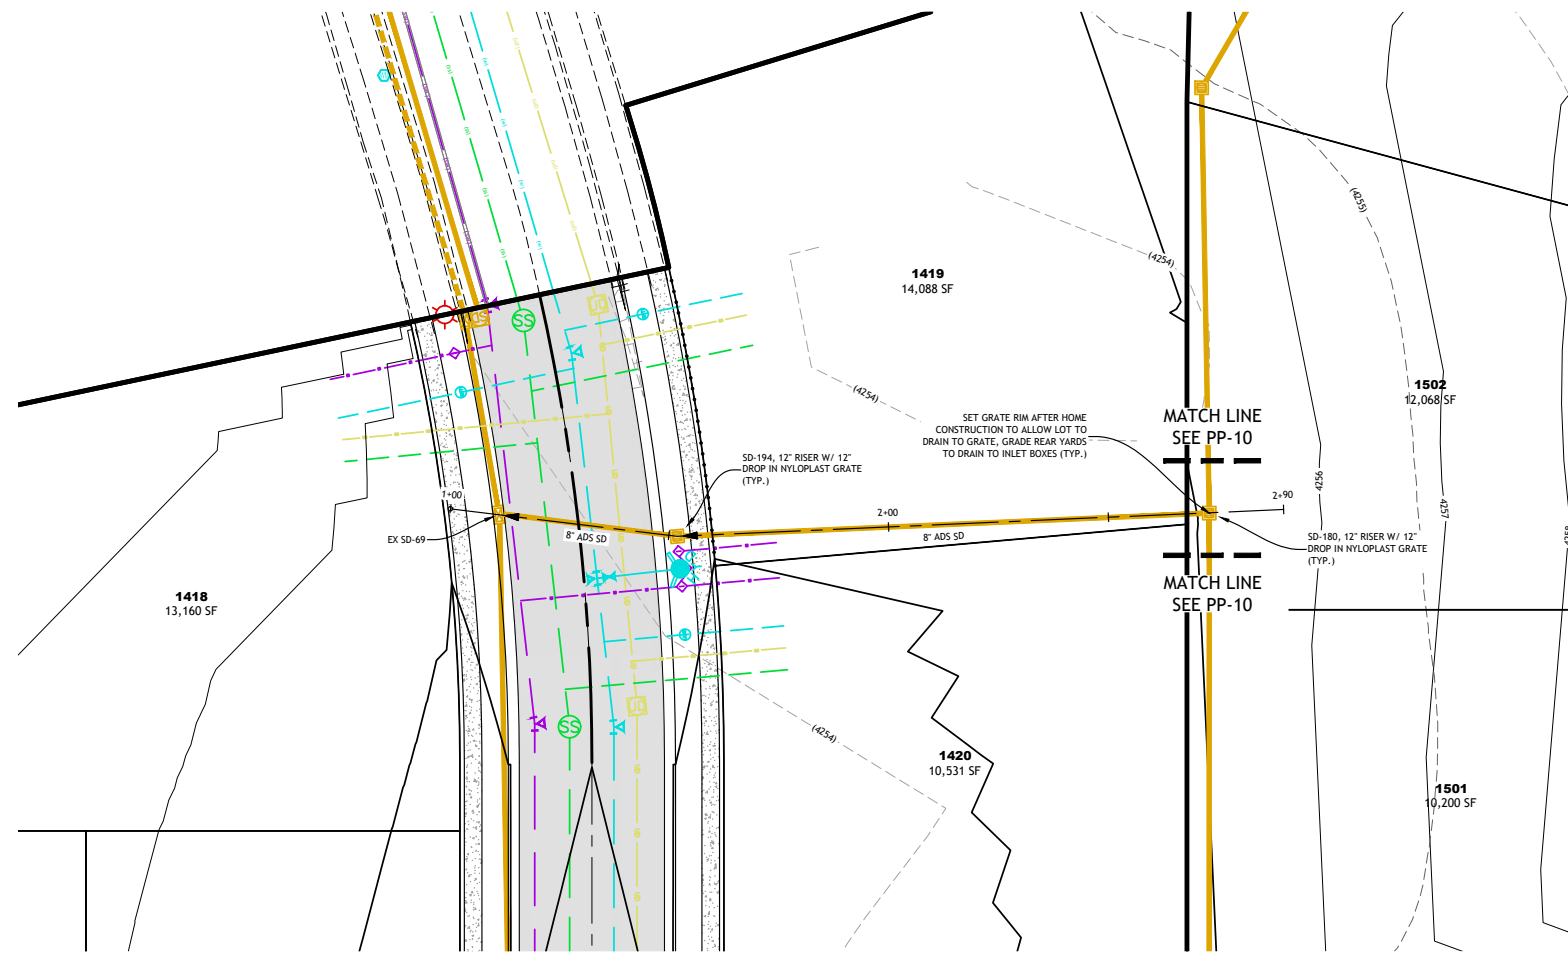 (4255)
(4254)
1419
14,088 SF
SS
JD
(4254)
1502
12,068 SF
MATCH LINE
SEE PP-10
SET GRATE RIM AFTER HOME
CONSTRUCTION TO ALLOW LOT TO
DRAIN TO GRATE, GRADE REAR YARDS
TO DRAIN TO INLET BOXES (TYP.)
SD-194, 12" RISER W/ 12"
DROP IN NYLOPLAST GRATE
(TYP.)
4256
4257
1+00
2+00
2+90
EX SD-69
8" ADS SD
8" ADS SD
SD-180, 12" RISER W/ 12"
DROP IN NYLOPLAST GRATE
(TYP.)
4258
MATCH LINE
SEE PP-10
1418
13,160 SF
SS
JD
(4254)
1420
10,531 SF
1501
10,200 SF